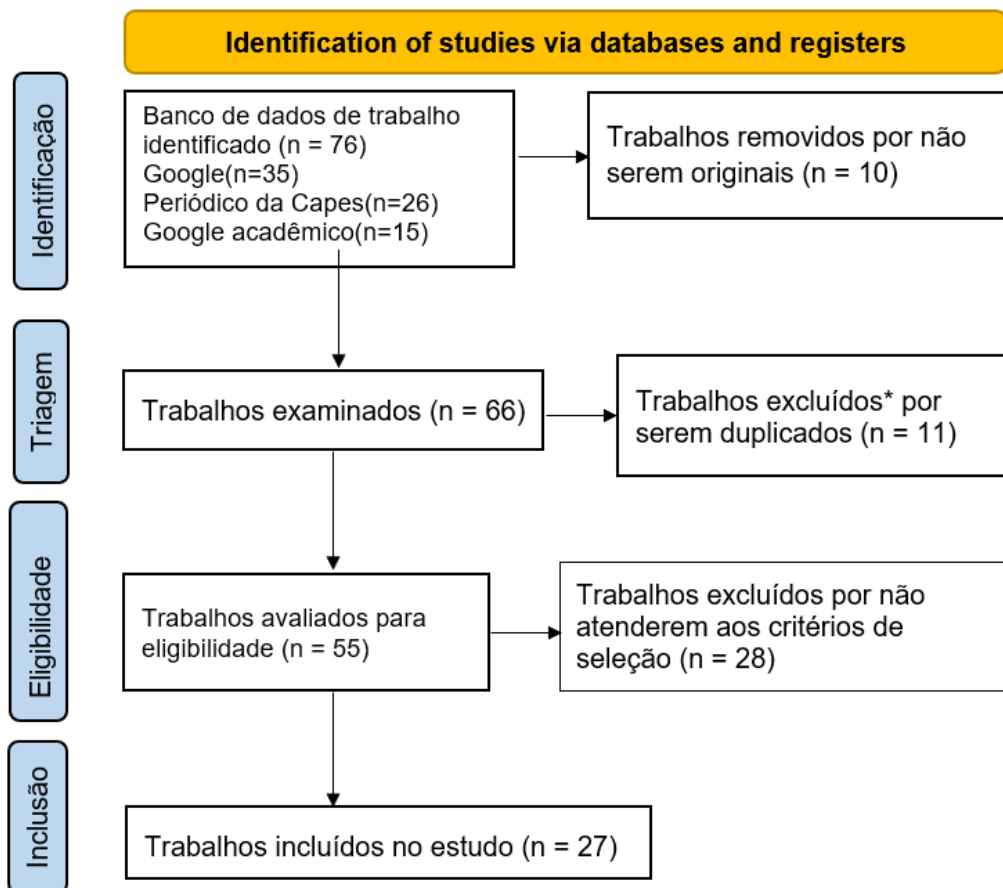 Identification of studies via databases and registers
Identificação
Banco de dados de trabalho
identificado (n = 76)
Google(n=35)
Periódico da Capes(n=26)
Google acadêmico(n=15)
Trabalhos removidos por não
serem originais (n = 10)
Triagem
Trabalhos examinados (n = 66)
Trabalhos excluídos* por
serem duplicados (n = 11)
Eligibilidade
Trabalhos avaliados para
eligibilidade (n = 55)
Trabalhos excluídos por não
atenderem aos critérios de
seleção (n = 28)
Inclusão
Trabalhos incluídos no estudo (n = 27)